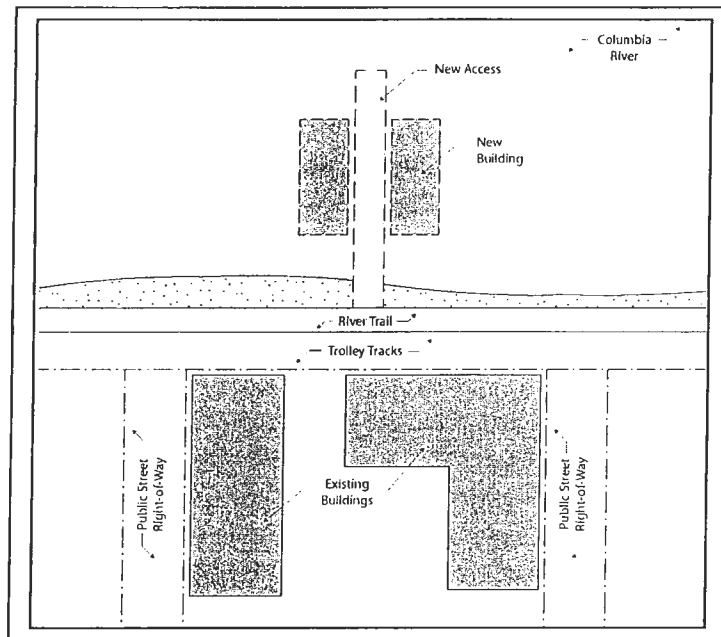 Columbia
River
New Access
New
Building
River Trail
Trolley Tracks
Public Street
Right-of-Way
Existing
Buildings
Public Street
Right-of-Way